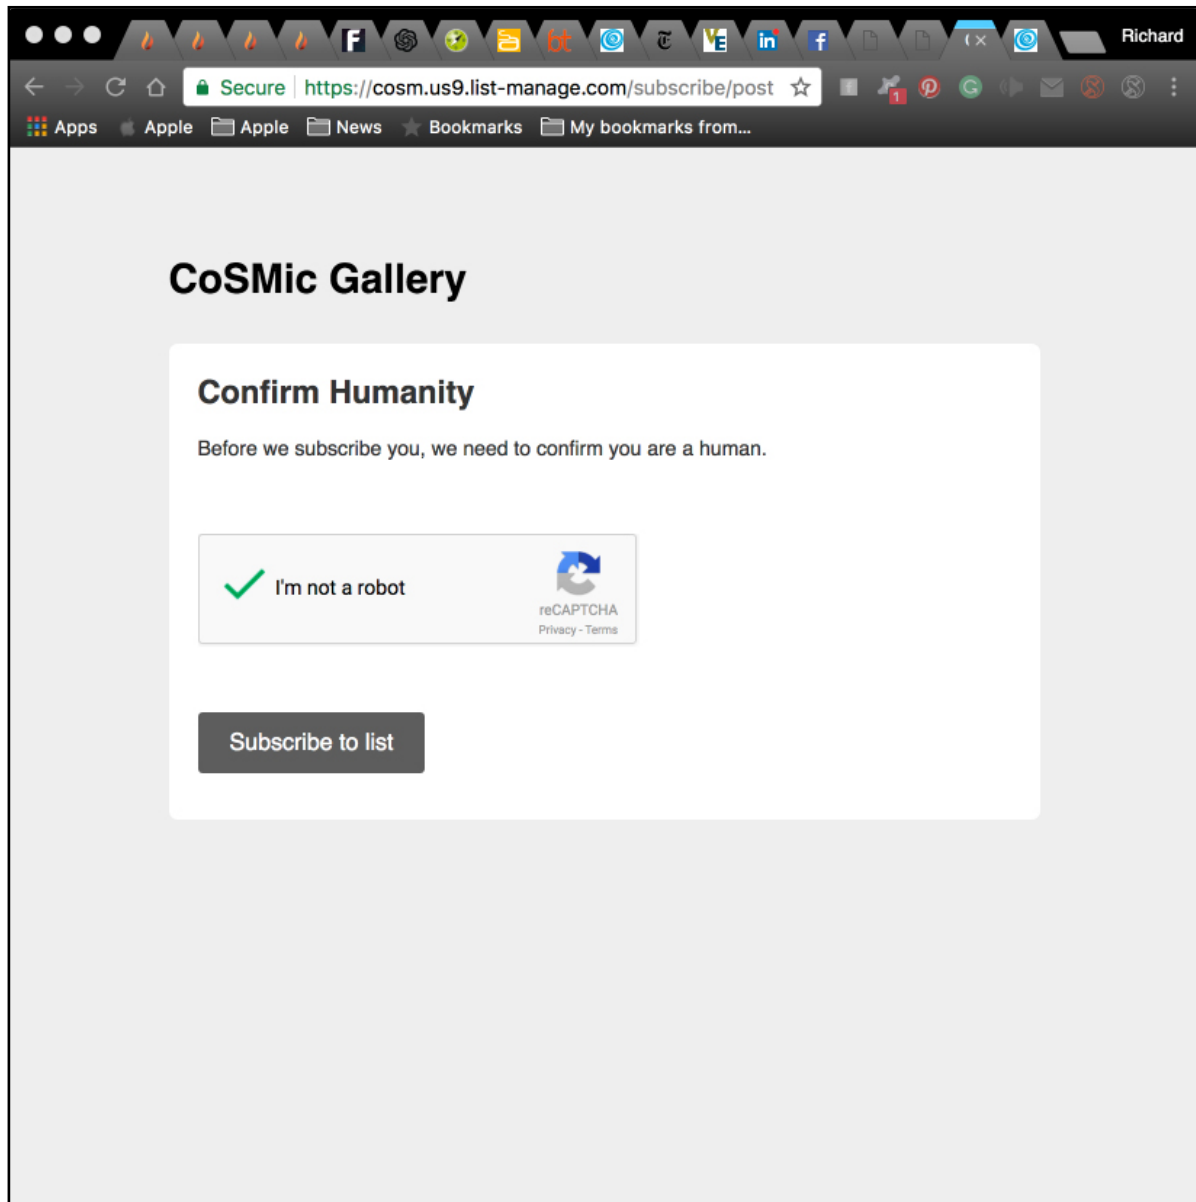 Richard
Secure https://cosm.us9.list-manage.com/subscribe/post
1
Apps Apple Apple News Bookmarks My bookmarks from...
CoSMic Gallery
Confirm Humanity
Before we subscribe you, we need to confirm you are a human.
I'm not a robot
reCAPTCHA
Privacy - Terms
Subscribe to list